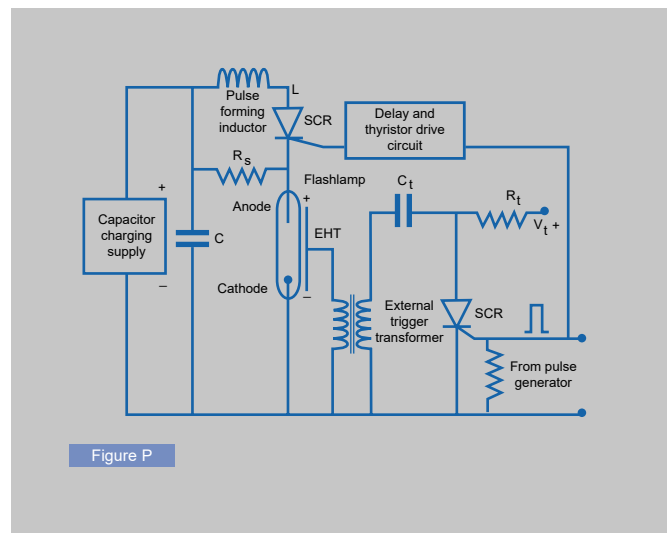 L
Pulse
forming
inductor
SCR
Delay and
thyristor drive
circuit
Rs
Flashlamp
+
Capacitor
charging
supply
–
C
Anode
+
EHT
Cathode
–
Ct
Rt
Vt +
External
trigger
transformer
SCR
From pulse
generator
Figure P